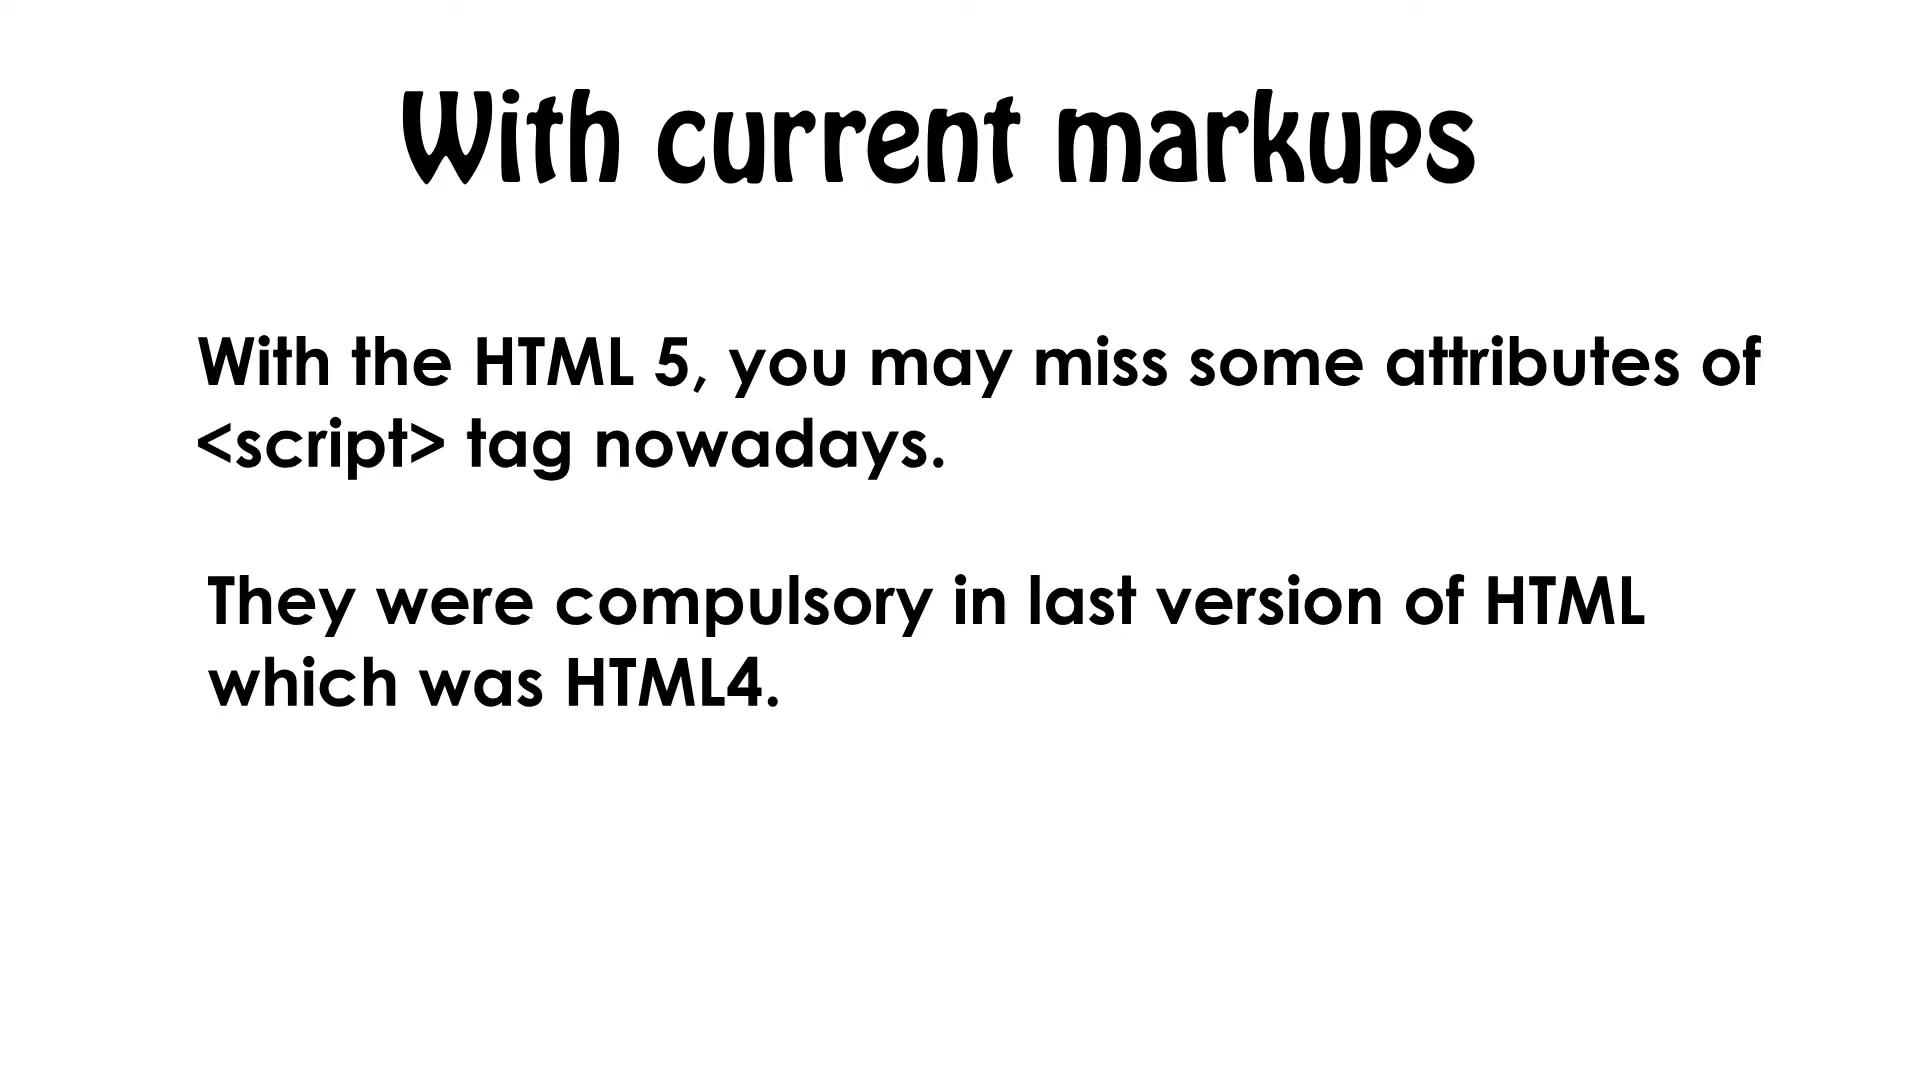 With current markups
With the HTML 5, you may miss some attributes of
<script> tag nowadays.
They were compulsory in last version of HTML
which was HTML4.